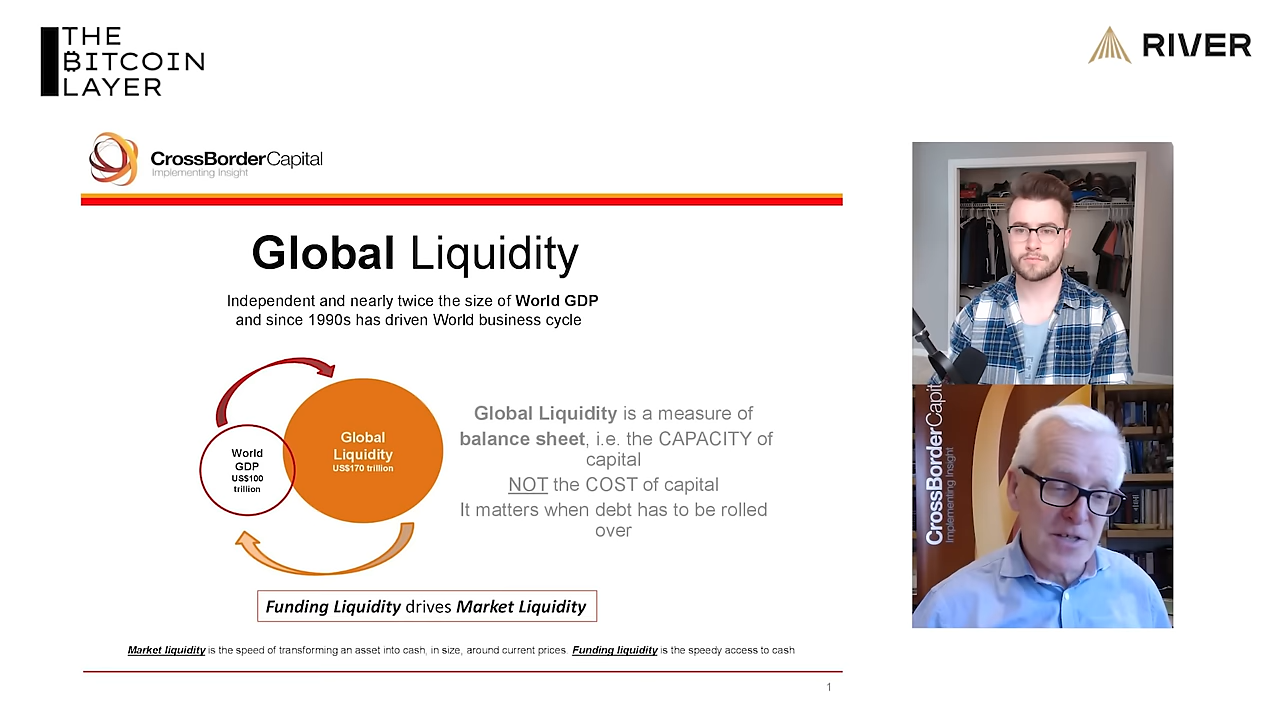 THE
BITCOIN
LAYER
RIVER
CrossBorderCapital
Implementing Insight
Global Liquidity
Independent and nearly twice the size of World GDP
and since 1990s has driven World business cycle
World
GDP
US$100
trillion
Global
Liquidity
US$170 trillion
Global Liquidity is a measure of
balance sheet, i.e. the CAPACITY of
capital
NOT the COST of capital
It matters when debt has to be rolled
over
Funding Liquidity drives Market Liquidity
Market liquidity is the speed of transforming an asset into cash, in size, around current prices. Funding liquidity is the speedy access to cash
1
CrossBorderCapit
Implementing Insight